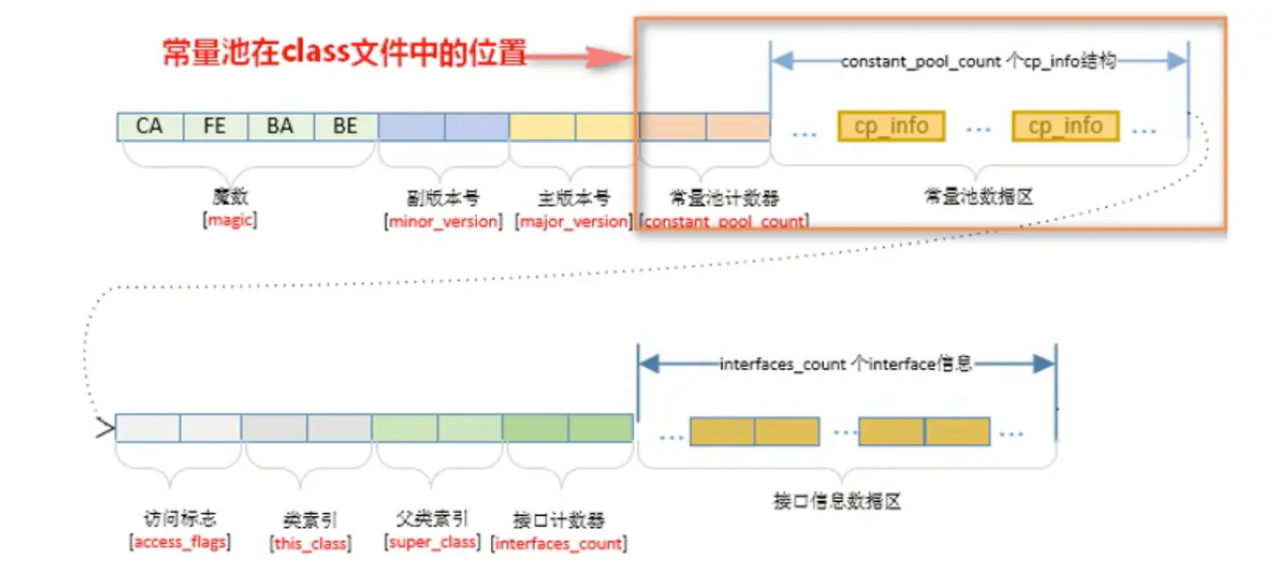 常量池在class文件中的位置
constant_pool_count 个cp_info结构
CA FE BA BE
... cp_info ... cp_info ...
魔数 副版本号 主版本号 常量池计数器 常量池数据区
[magic] [minor_version] [major_version] [constant_pool_count]
interfaces_count 个interface信息
... ... ...
接口信息数据区
访问标志 类索引 父类索引 接口计数器
[access_flags] [this_class] [super_class] [interfaces_count]